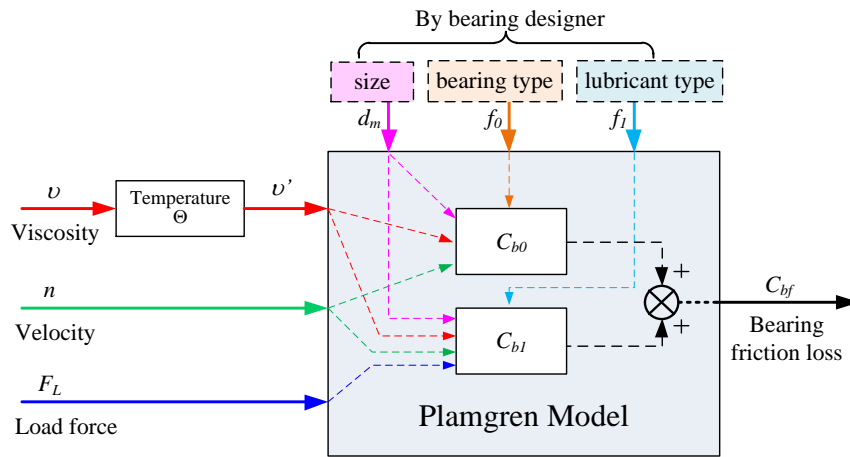 By bearing designer
size
bearing type
lubricant type
d_m
f_0
f_1
υ
Temperature
Θ
υ'
Viscosity
C_b0
n
Velocity
+
C_bf
+
Bearing
friction loss
C_b1
F_L
Load force
Plamgren Model